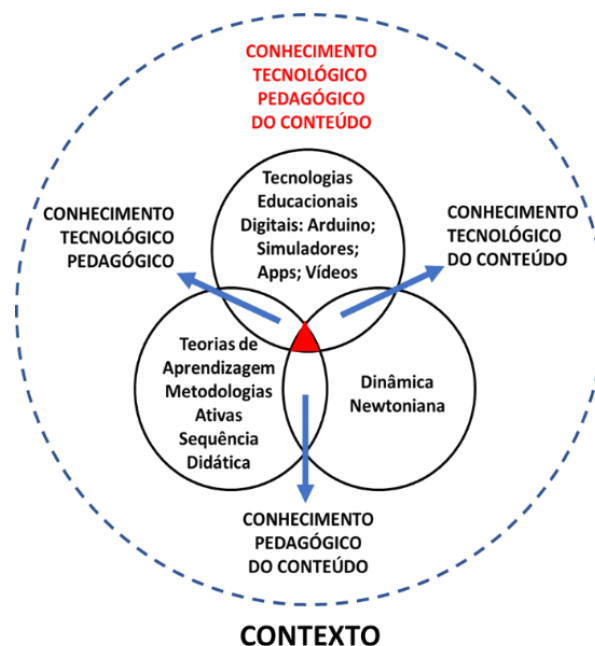 CONHECIMENTO
TECNOLÓGICO
PEDAGÓGICO
DO CONTEÚDO
Tecnologias
Educacionais
Digitais: Arduino;
Simuladores;
Apps; Vídeos
CONHECIMENTO
TECNOLÓGICO
PEDAGÓGICO
CONHECIMENTO
TECNOLÓGICO
DO CONTEÚDO
Teorias de
Aprendizagem
Metodologias
Ativas
Sequência
Didática
Dinâmica
Newtoniana
CONHECIMENTO
PEDAGÓGICO
DO CONTEÚDO
CONTEXTO